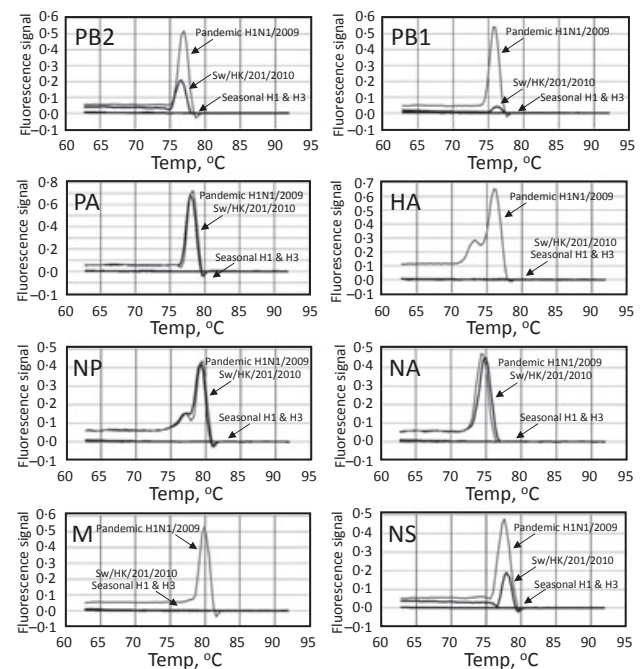 PB2
Fluorescence signal
0·6
0·5
0·4
0·3
0·2
0·1
0·0
–0·1
Pandemic H1N1/2009
Sw/HK/201/2010
Seasonal H1 & H3
60 65 70 75 80 85 90 95
Temp, °C
PB1
Fluorescence signal
0·6
0·5
0·4
0·3
0·2
0·1
0·0
–0·1
Pandemic H1N1/2009
Sw/HK/201/2010
Seasonal H1 & H3
60 65 70 75 80 85 90 95
Temp, °C
PA
Fluorescence signal
0·8
0·6
0·4
0·2
0·0
–0·1
Pandemic H1N1/2009
Sw/HK/201/2010
Seasonal H1 & H3
60 65 70 75 80 85 90 95
Temp, °C
HA
Fluorescence signal
0·7
0·6
0·5
0·4
0·3
0·2
0·1
0·0
–0·1
Pandemic H1N1/2009
Sw/HK/201/2010
Seasonal H1 & H3
60 65 70 75 80 85 90 95
Temp, °C
NP
Fluorescence signal
0·5
0·4
0·3
0·2
0·1
0·0
–0·1
Pandemic H1N1/2009
Sw/HK/201/2010
Seasonal H1 & H3
60 65 70 75 80 85 90 95
Temp, °C
NA
Fluorescence signal
0·5
0·4
0·3
0·2
0·1
0·0
–0·1
Pandemic H1N1/2009
Sw/HK/201/2010
Seasonal H1 & H3
60 65 70 75 80 85 90 95
Temp, °C
M
Fluorescence signal
0·6
0·5
0·4
0·3
0·2
0·1
0·0
–0·1
Pandemic H1N1/2009
Sw/HK/201/2010
Seasonal H1 & H3
60 65 70 75 80 85 90 95
Temp, °C
NS
Fluorescence signal
0·5
0·4
0·3
0·2
0·1
0·0
–0·1
Pandemic H1N1/2009
Sw/HK/201/2010
Seasonal H1 & H3
60 65 70 75 80 85 90 95
Temp, °C